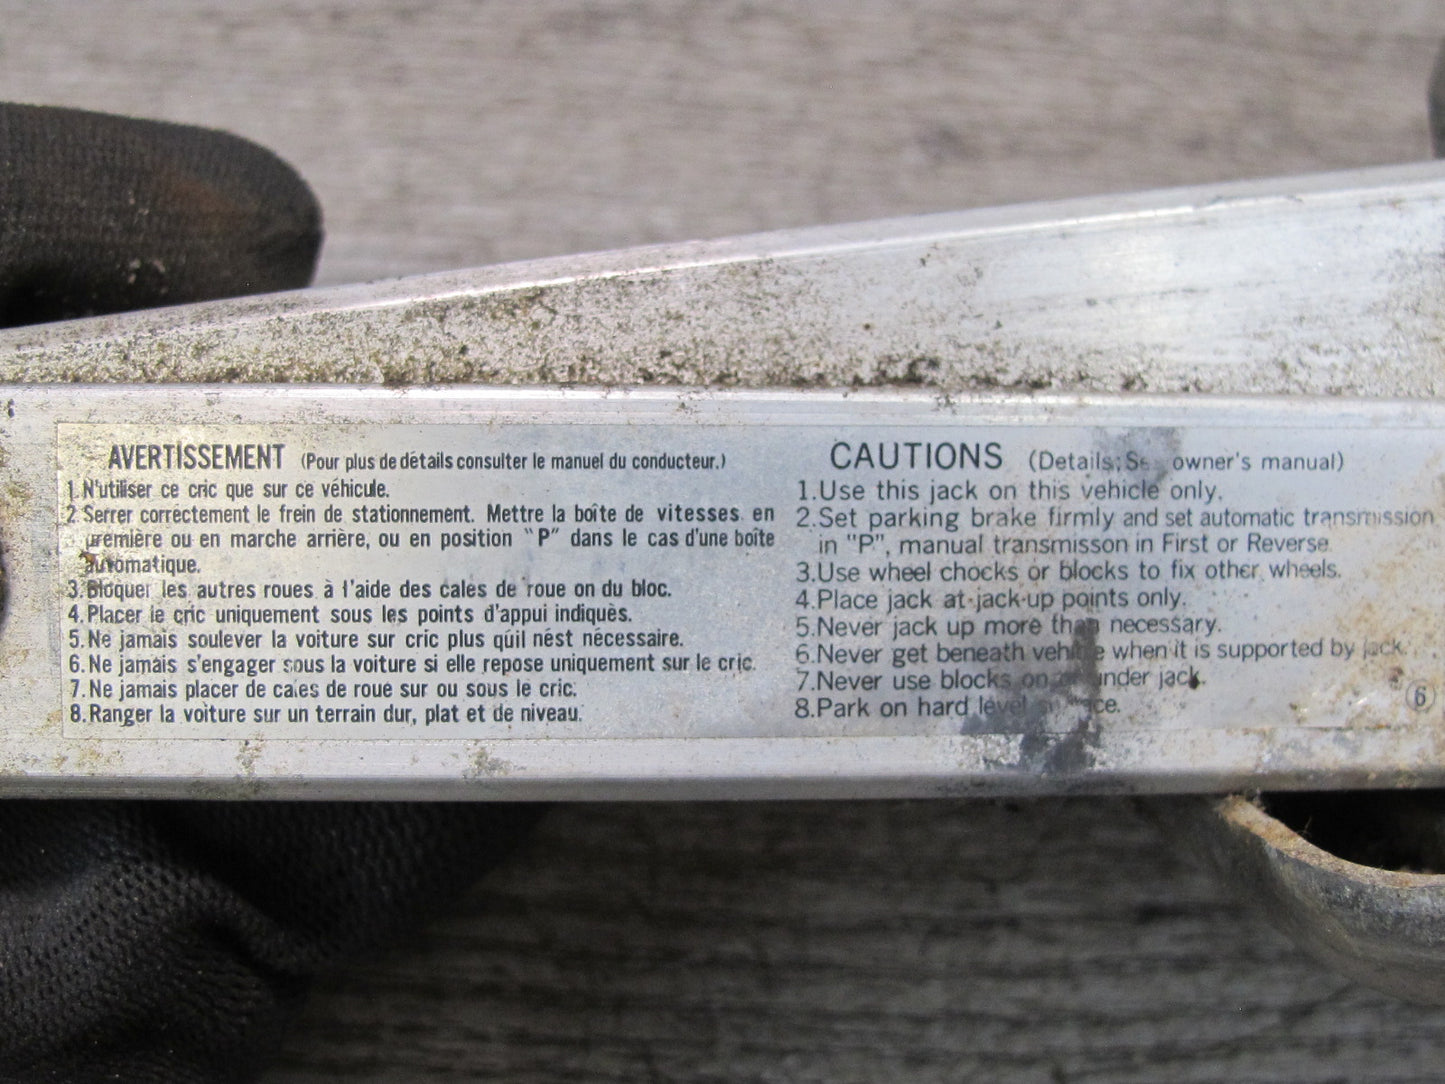 AVERTISSEMENT (Pour plus de détails consulter le manuel du conducteur.)
1.N'utiliser ce cric que sur ce véhicule.
2.Serrer correctement le frein de stationnement. Mettre la boîte de vitesses en
première ou en marche arrière, ou en position "P" dans le cas d'une boîte
automatique.
3.Bloquer les autres roues à l'aide des cales de roue on du bloc.
4.Placer le cric uniquement sous les points d'appui indiqués.
5.Ne jamais soulever la voiture sur cric plus qúil nést nécessaire.
6.Ne jamais s'engager sous la voiture si elle repose uniquement sur le cric.
7.Ne jamais placer de cales de roue sur ou sous le cric.
8.Ranger la voiture sur un terrain dur, plat et de niveau.
CAUTIONS (Details; See owner's manual)
1.Use this jack on this vehicle only.
2.Set parking brake firmly and set automatic transmission
in "P", manual transmisson in First or Reverse
3.Use wheel chocks or blocks to fix other wheels.
4.Place jack at jack-up points only.
5.Never jack up more than necessary.
6.Never get beneath vehicle when it is supported by jack.
7.Never use blocks on or under jack.
8.Park on hard level surface.
6